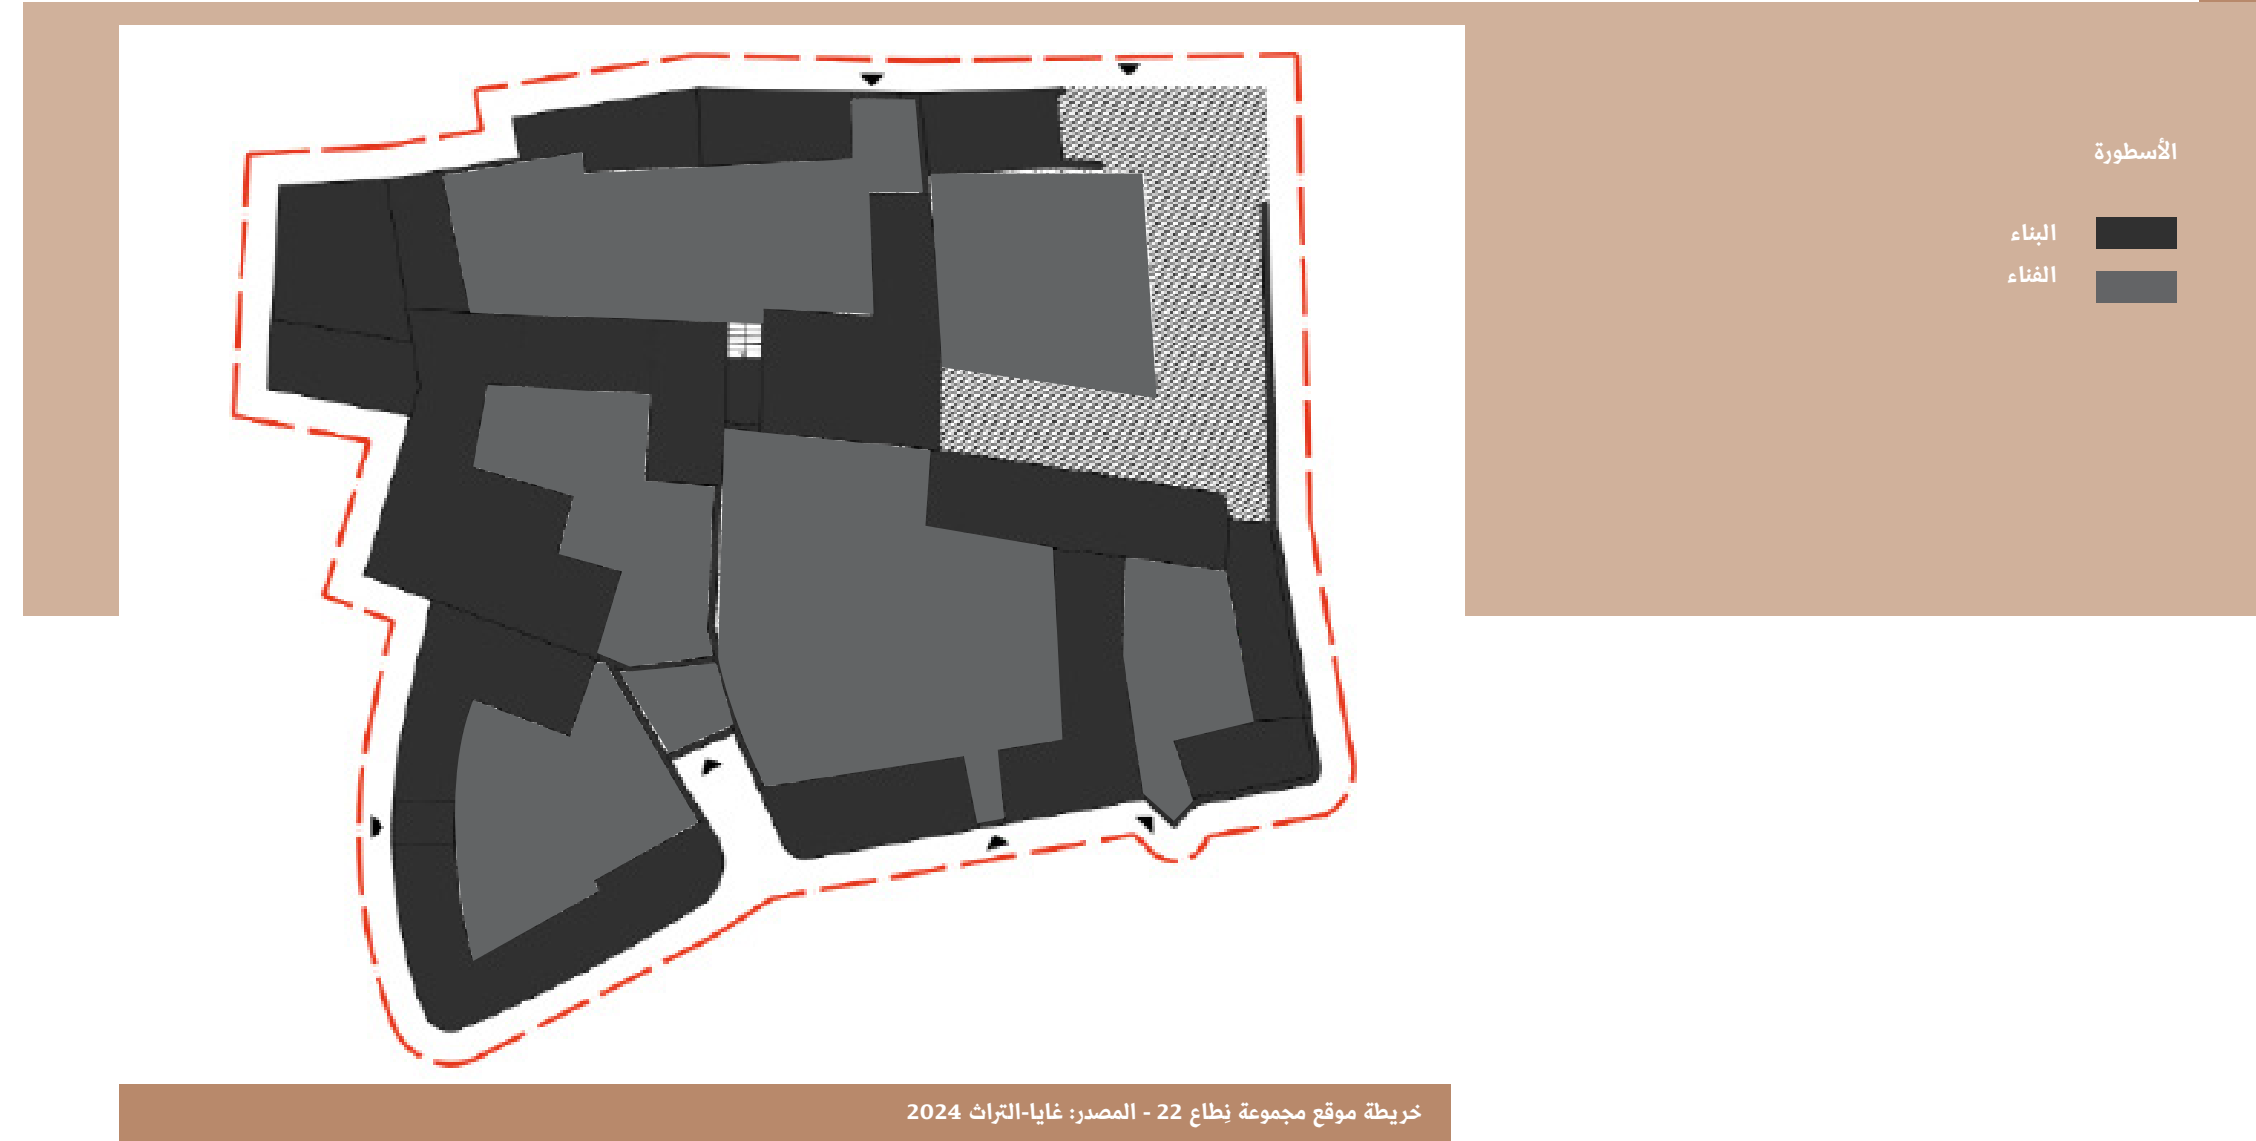 الأسطورة
البناء
الفناء
خريطة موقع مجموعة نِطاع 22 - المصدر: غايا-التراث 2024